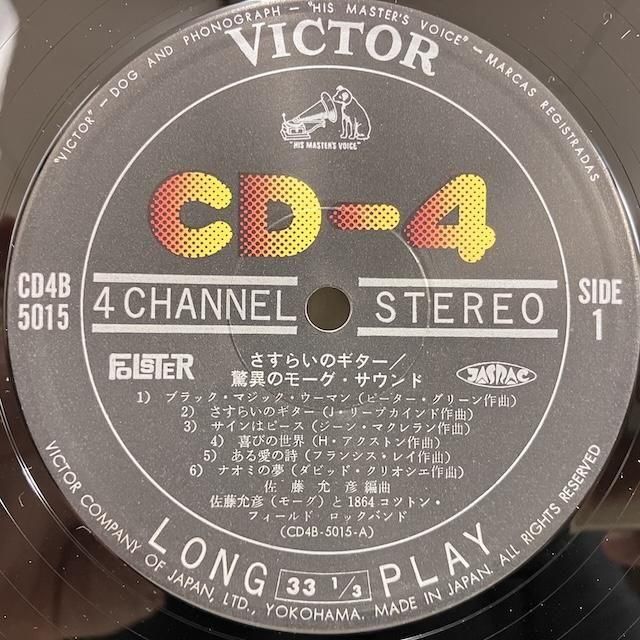 "VICTOR" — DOG AND PHONOGRAPH — "HIS MASTER'S VOICE" — MARCAS REGISTRADAS
VICTOR
"HIS MASTER'S VOICE"
CD-4
CD4B
5015
4 CHANNEL STEREO
SIDE
1
FOLSTER
JASRAC
さすらいのギター/
驚異のモーグ・サウンド
1) ブラック・マジック・ウーマン(ピーター・グリーン作曲)
2) さすらいのギター(J・リープカインド作曲)
3) サインはピース(ジーン・マクレラン作曲)
4) 喜びの世界(H・アクストン作曲)
5) ある愛の詩(フランシス・レイ作曲)
6) ナオミの夢(ダビッド・クリオシエ作曲)
佐藤允彦編曲
佐藤允彦(モーグ)と1864コツトン・
フィールド ロックバンド
(CD4B-5015-A)
LONG 33 1/3 PLAY
VICTOR COMPANY OF JAPAN, LTD., YOKOHAMA. MADE IN JAPAN. ALL RIGHTS RESERVED